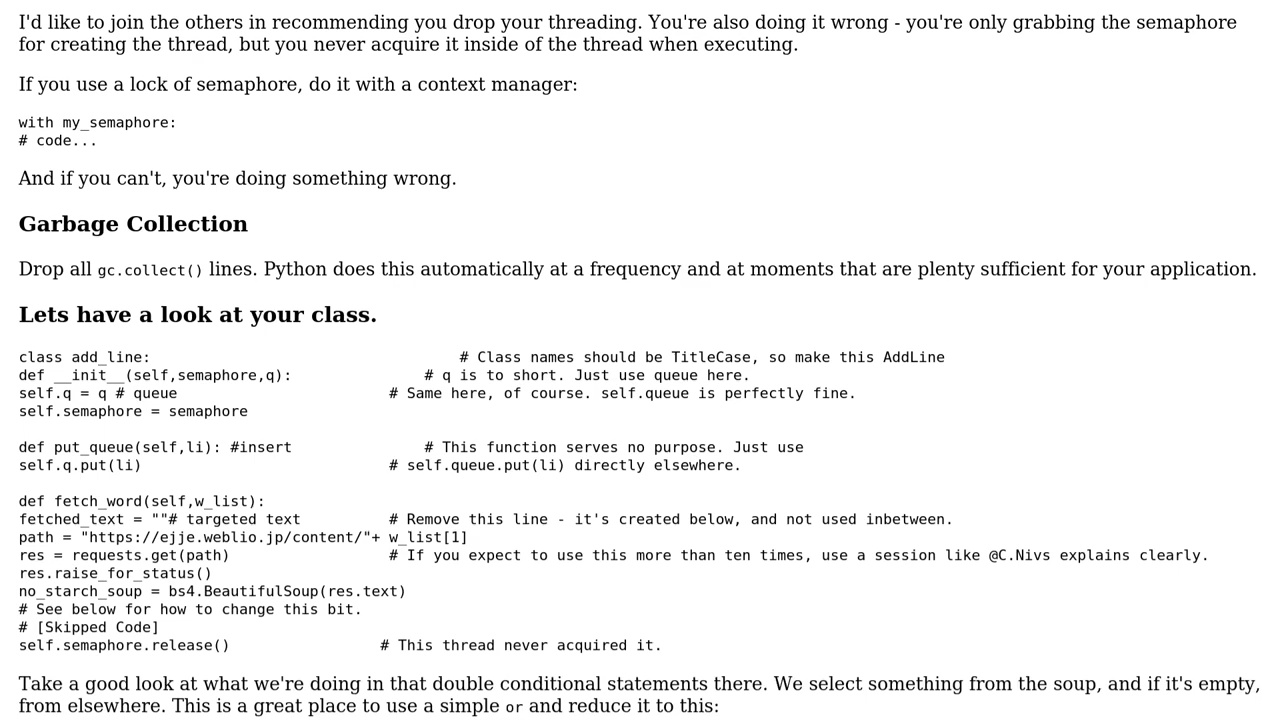 I'd like to join the others in recommending you drop your threading. You're also doing it wrong - you're only grabbing the semaphore
for creating the thread, but you never acquire it inside of the thread when executing.
If you use a lock of semaphore, do it with a context manager:
with my_semaphore:
# code...
And if you can't, you're doing something wrong.
Garbage Collection
Drop all gc.collect() lines. Python does this automatically at a frequency and at moments that are plenty sufficient for your application.
Lets have a look at your class.
class add_line:                                   # Class names should be TitleCase, so make this AddLine
def __init__(self,semaphore,q):               # q is to short. Just use queue here.
self.q = q # queue                        # Same here, of course. self.queue is perfectly fine.
self.semaphore = semaphore
def put_queue(self,li): #insert               # This function serves no purpose. Just use
self.q.put(li)                            # self.queue.put(li) directly elsewhere.
def fetch_word(self,w_list):
fetched_text = ""# targeted text          # Remove this line - it's created below, and not used inbetween.
path = "https://ejje.weblio.jp/content/"+ w_list[1]
res = requests.get(path)                  # If you expect to use this more than ten times, use a session like @C.Nivs explains clearly.
res.raise_for_status()
no_starch_soup = bs4.BeautifulSoup(res.text)
# See below for how to change this bit.
# [Skipped Code]
self.semaphore.release()                 # This thread never acquired it.
Take a good look at what we're doing in that double conditional statements there. We select something from the soup, and if it's empty,
from elsewhere. This is a great place to use a simple or and reduce it to this: